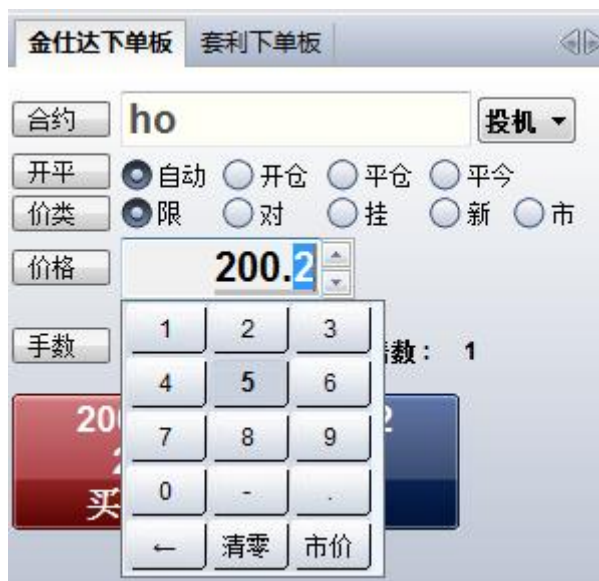 金仕达下单板 套利下单板
合约 ho 投机
开平 自动 开仓 平仓 平今
价类 限 对 挂 新 市
价格 200.2
手数 数： 1
1 2 3
4 5 6
7 8 9
0 - .
← 清零 市价
20
买